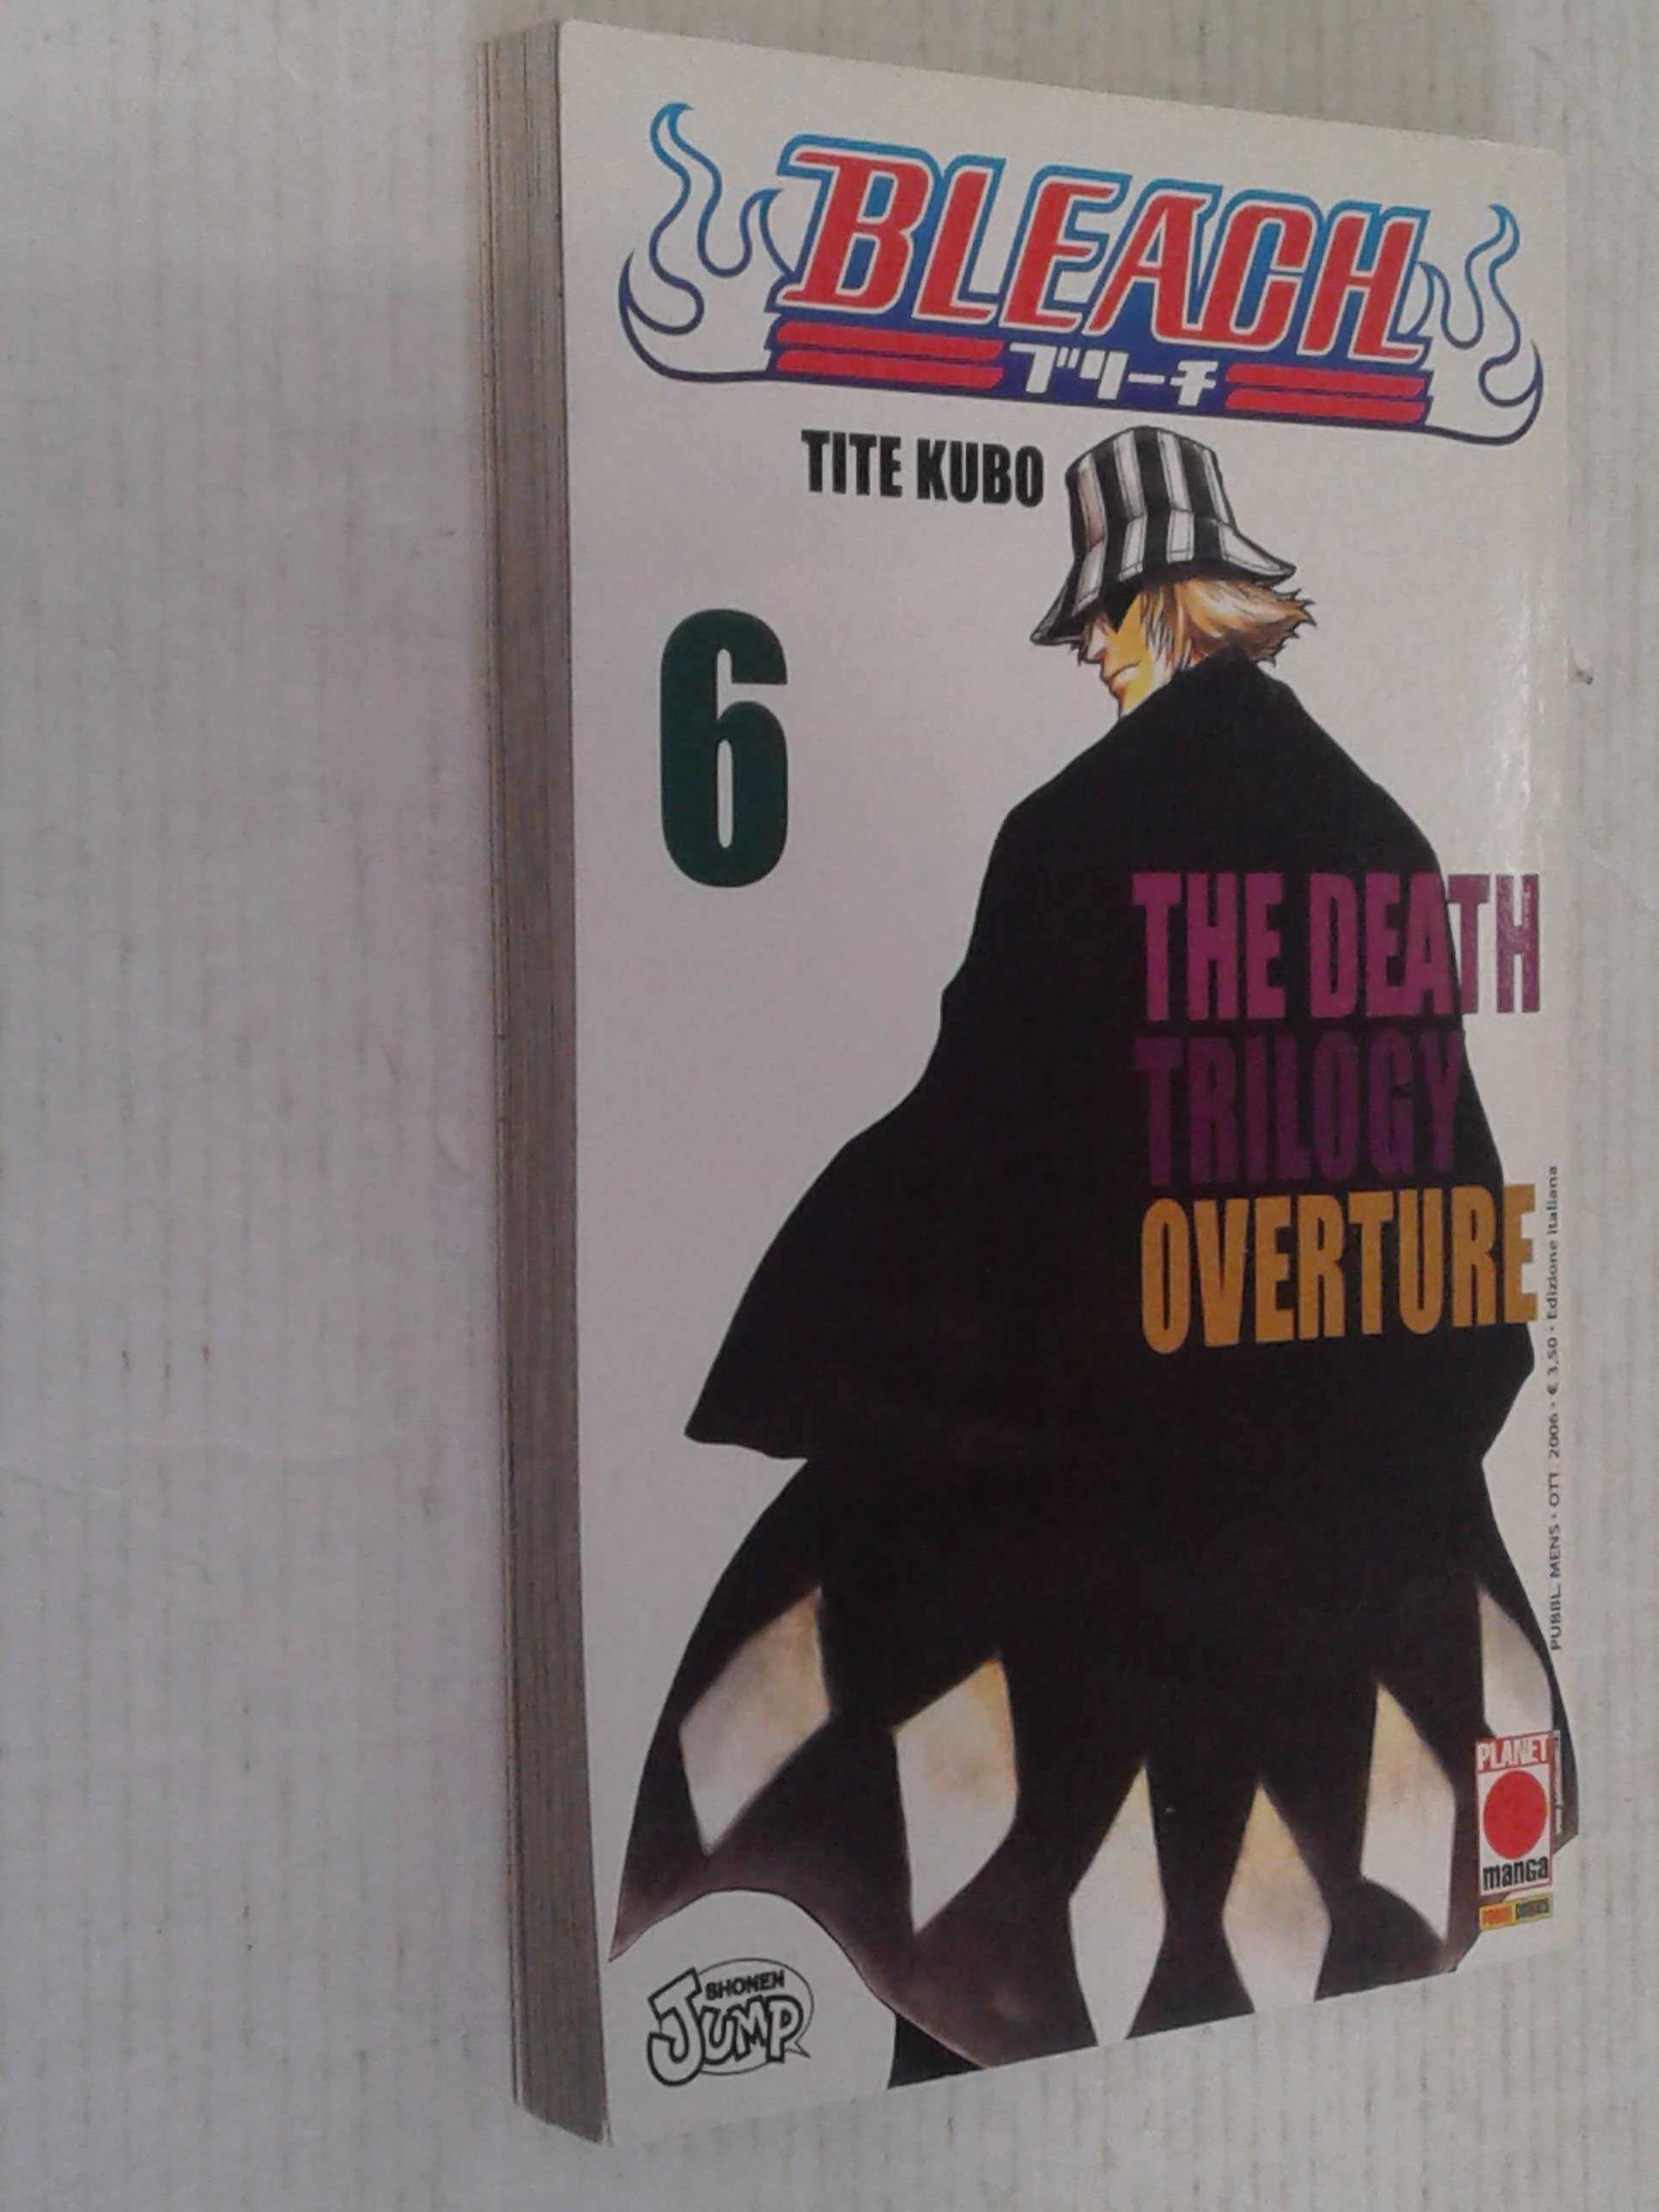 BLEACH
ブリーチ
TITE KUBO
6
THE DEATH
TRILOGY
OVERTURE
PUBBL. MENS · OTT. 2006 · € 3,50 · Edizione italiana
PLANET
manga
SHONEN
JUMP